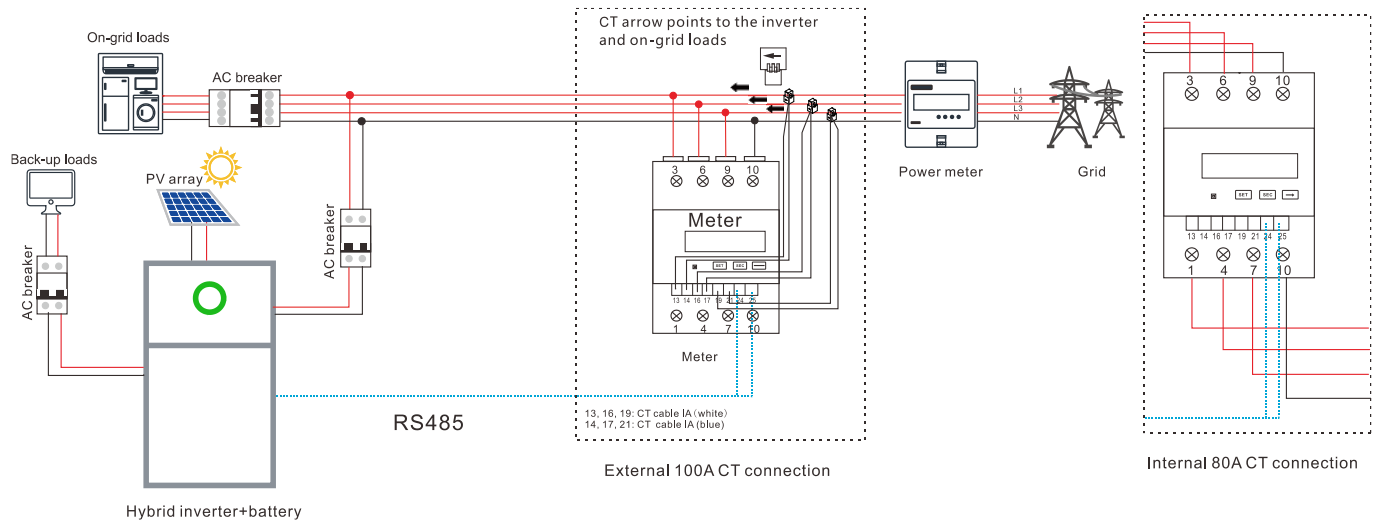 CT arrow points to the inverter
and on-grid loads
On-grid loads
AC breaker
L1
L2
L3
N
Power meter
Grid
Back-up loads
PV array
AC breaker
AC breaker
3 6 9 10
Meter
SET SEC
13 14 16 17 19 21 24 25
1 4 7 10
Meter
RS485
13, 16, 19: CT cable IA (white)
14, 17, 21: CT cable IA (blue)
External 100A CT connection
Hybrid inverter+battery
3 6 9 10
SET SEC
13 14 16 17 19 21 24 25
1 4 7 10
Internal 80A CT connection